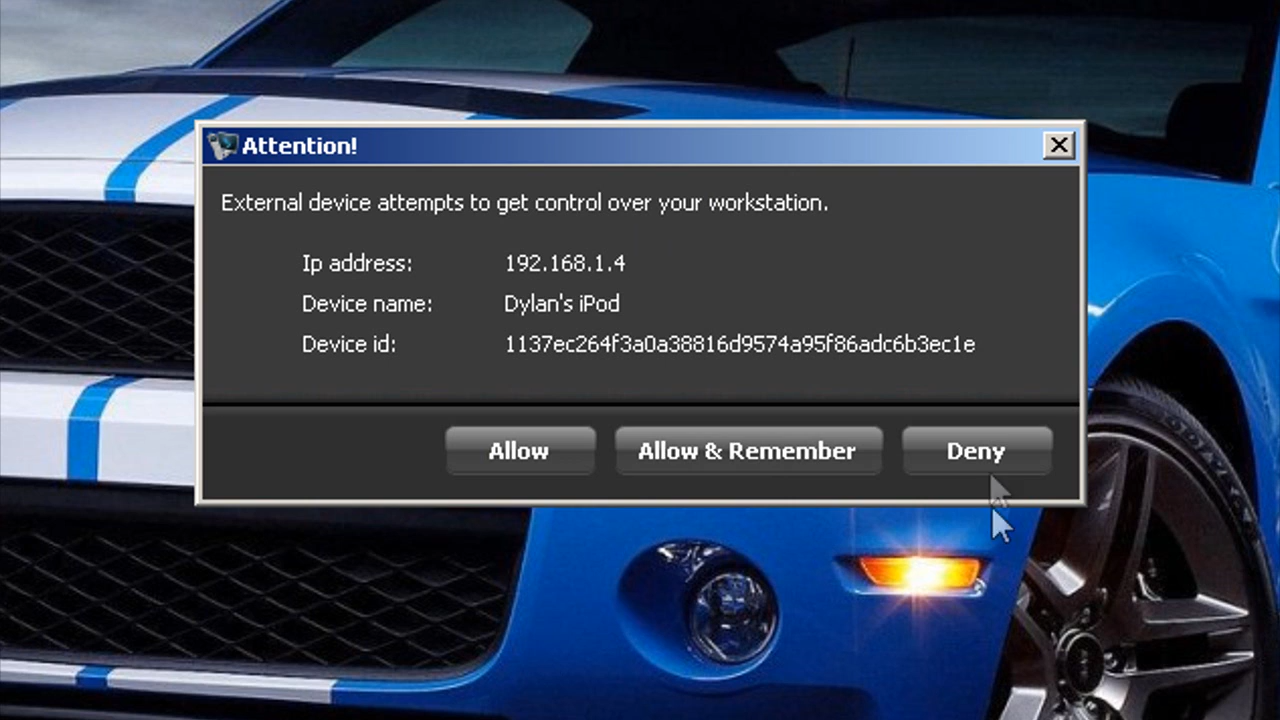 Attention!
External device attempts to get control over your workstation.
Ip address: 192.168.1.4
Device name: Dylan's iPod
Device id: 1137ec264f3a0a38816d9574a95f86adc6b3ec1e
Allow Allow & Remember Deny